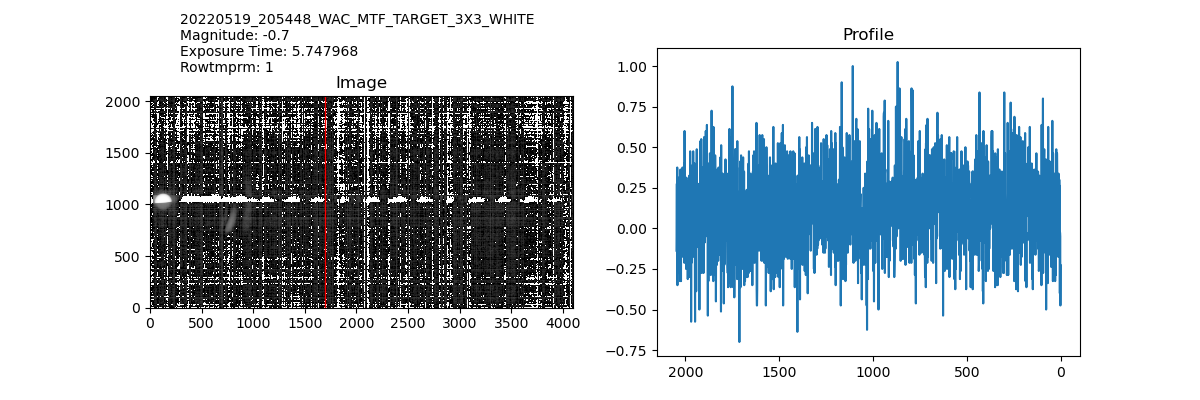 20220519_205448_WAC_MTF_TARGET_3X3_WHITE
Magnitude: -0.7
Exposure Time: 5.747968
Rowtmprm: 1
Image
2000
1500
1000
500
0
0 500 1000 1500 2000 2500 3000 3500 4000
Profile
1.00
0.75
0.50
0.25
0.00
−0.25
−0.50
−0.75
2000 1500 1000 500 0